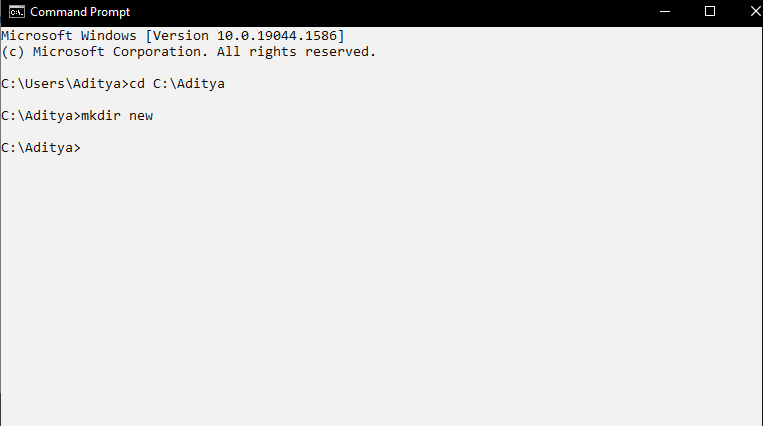 Command Prompt
Microsoft Windows [Version 10.0.19044.1586]
(c) Microsoft Corporation. All rights reserved.
C:\Users\Aditya>cd C:\Aditya
C:\Aditya>mkdir new
C:\Aditya>